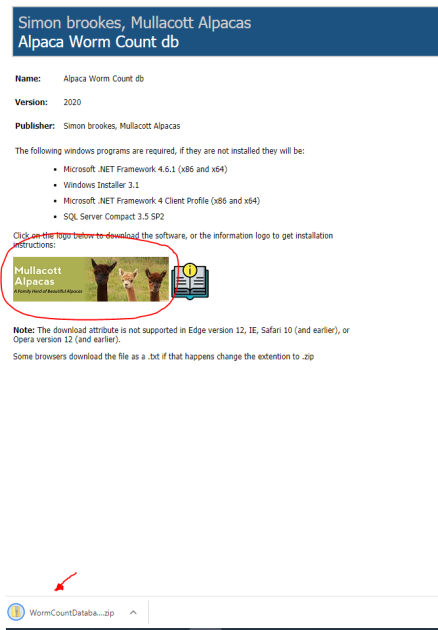 Simon brookes, Mullacott Alpacas
Alpaca Worm Count db
Name: Alpaca Worm Count db
Version: 2020
Publisher: Simon brookes, Mullacott Alpacas
The following windows programs are required, if they are not installed they will be:
• Microsoft .NET Framework 4.6.1 (x86 and x64)
• Windows Installer 3.1
• Microsoft .NET Framework 4 Client Profile (x86 and x64)
• SQL Server Compact 3.5 SP2
Click on the logo below to download the software, or the information logo to get installation
instructions:
Mullacott
Alpacas
A Family Herd of Beautiful Alpacas
Note: The download attribute is not supported in Edge version 12, IE, Safari 10 (and earlier), or
Opera version 12 (and earlier).
Some browsers download the file as a .txt if that happens change the extention to .zip
WormCountDataba....zip